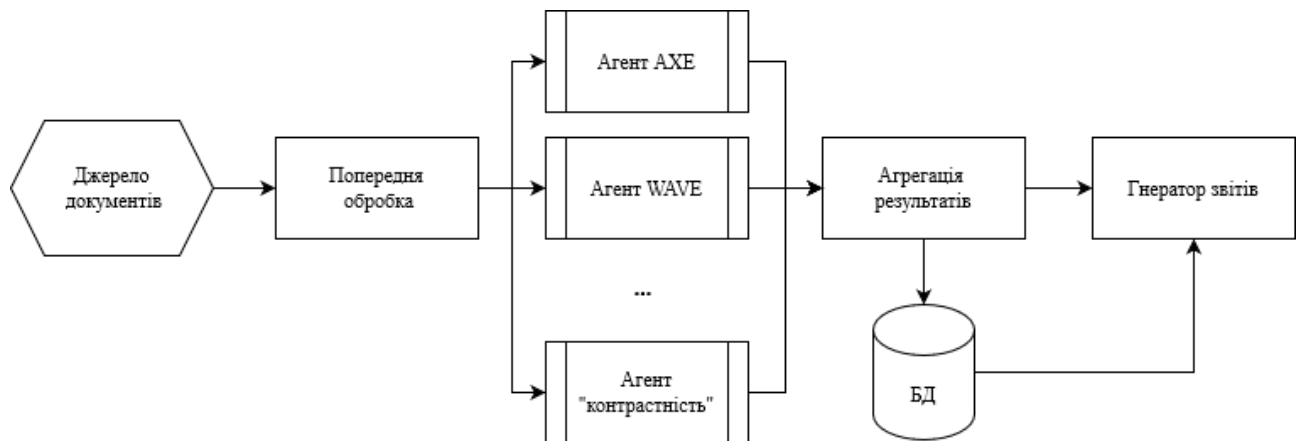 Джерело
документів
Попередня
обробка
Агент AXE
Агент WAVE
...
Агент
"контрастність"
Агрегація
результатів
БД
Гнератор звітів